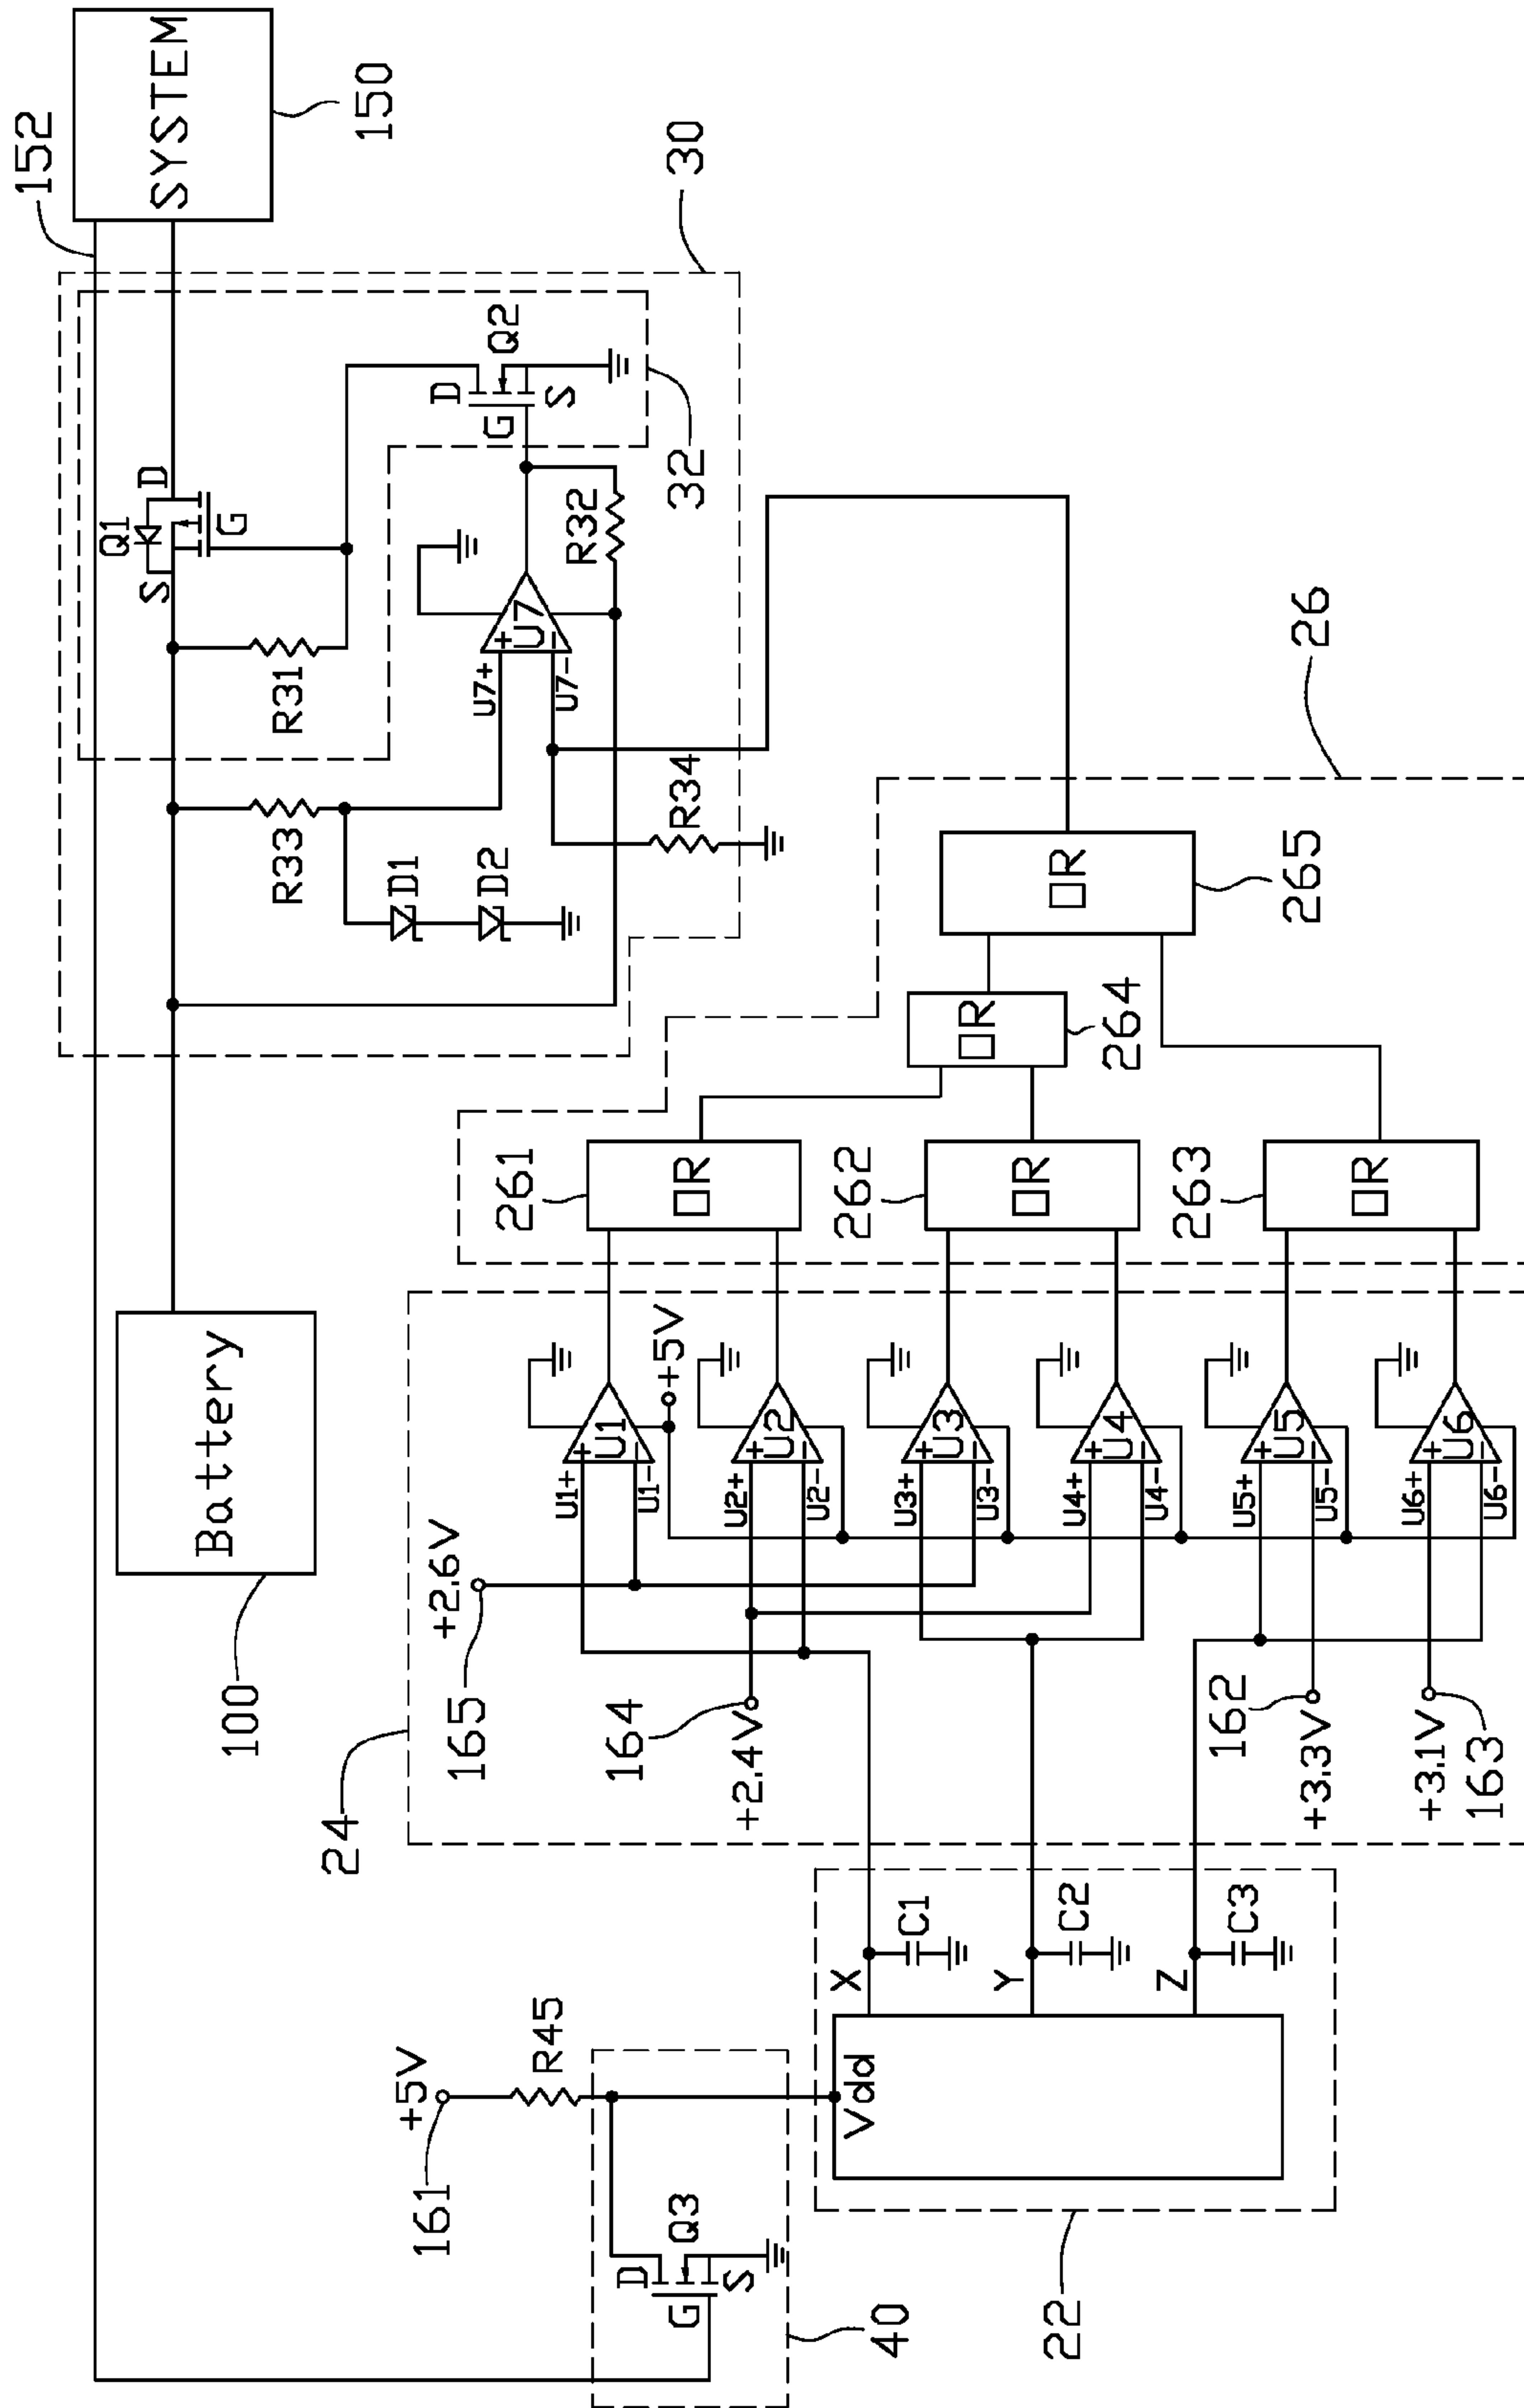 152
SYSTEM
150
30
Q1
S
D
G
R31
D
G
S
Q2
32
R33
D1
D2
U7+
U7-
+
U7
-
R32
R34
Battery
100
26
261
OR
262
OR
263
OR
264
OR
265
OR
24
+2.6V
165
164
+2.4V
162
+3.3V
+3.1V
163
+5V
U1+
U1-
+
U1
-
U2+
U2-
+
U2
-
U3+
U3-
+
U3
-
U4+
U4-
+
U4
-
U5+
U5-
+
U5
-
U6+
U6-
+
U6
-
+5V
161
R45
D
G
S
Q3
40
Vdd
X
C1
Y
C2
Z
C3
22